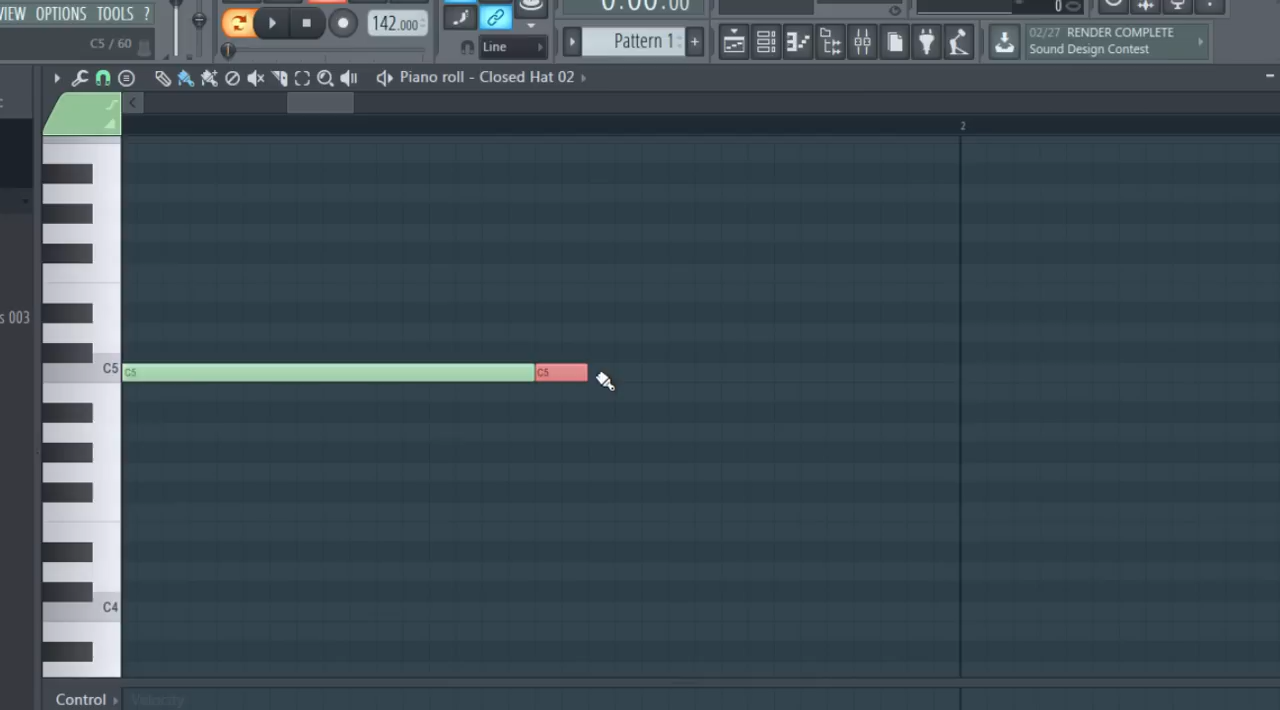 VIEW OPTIONS TOOLS ?
C5 / 60
142.000
0:00:00
Line
Pattern 1
+
02/27 RENDER COMPLETE
Sound Design Contest
0
Piano roll - Closed Hat 02
2
s 003
C5
C5
C5
C4
Control
Velocity